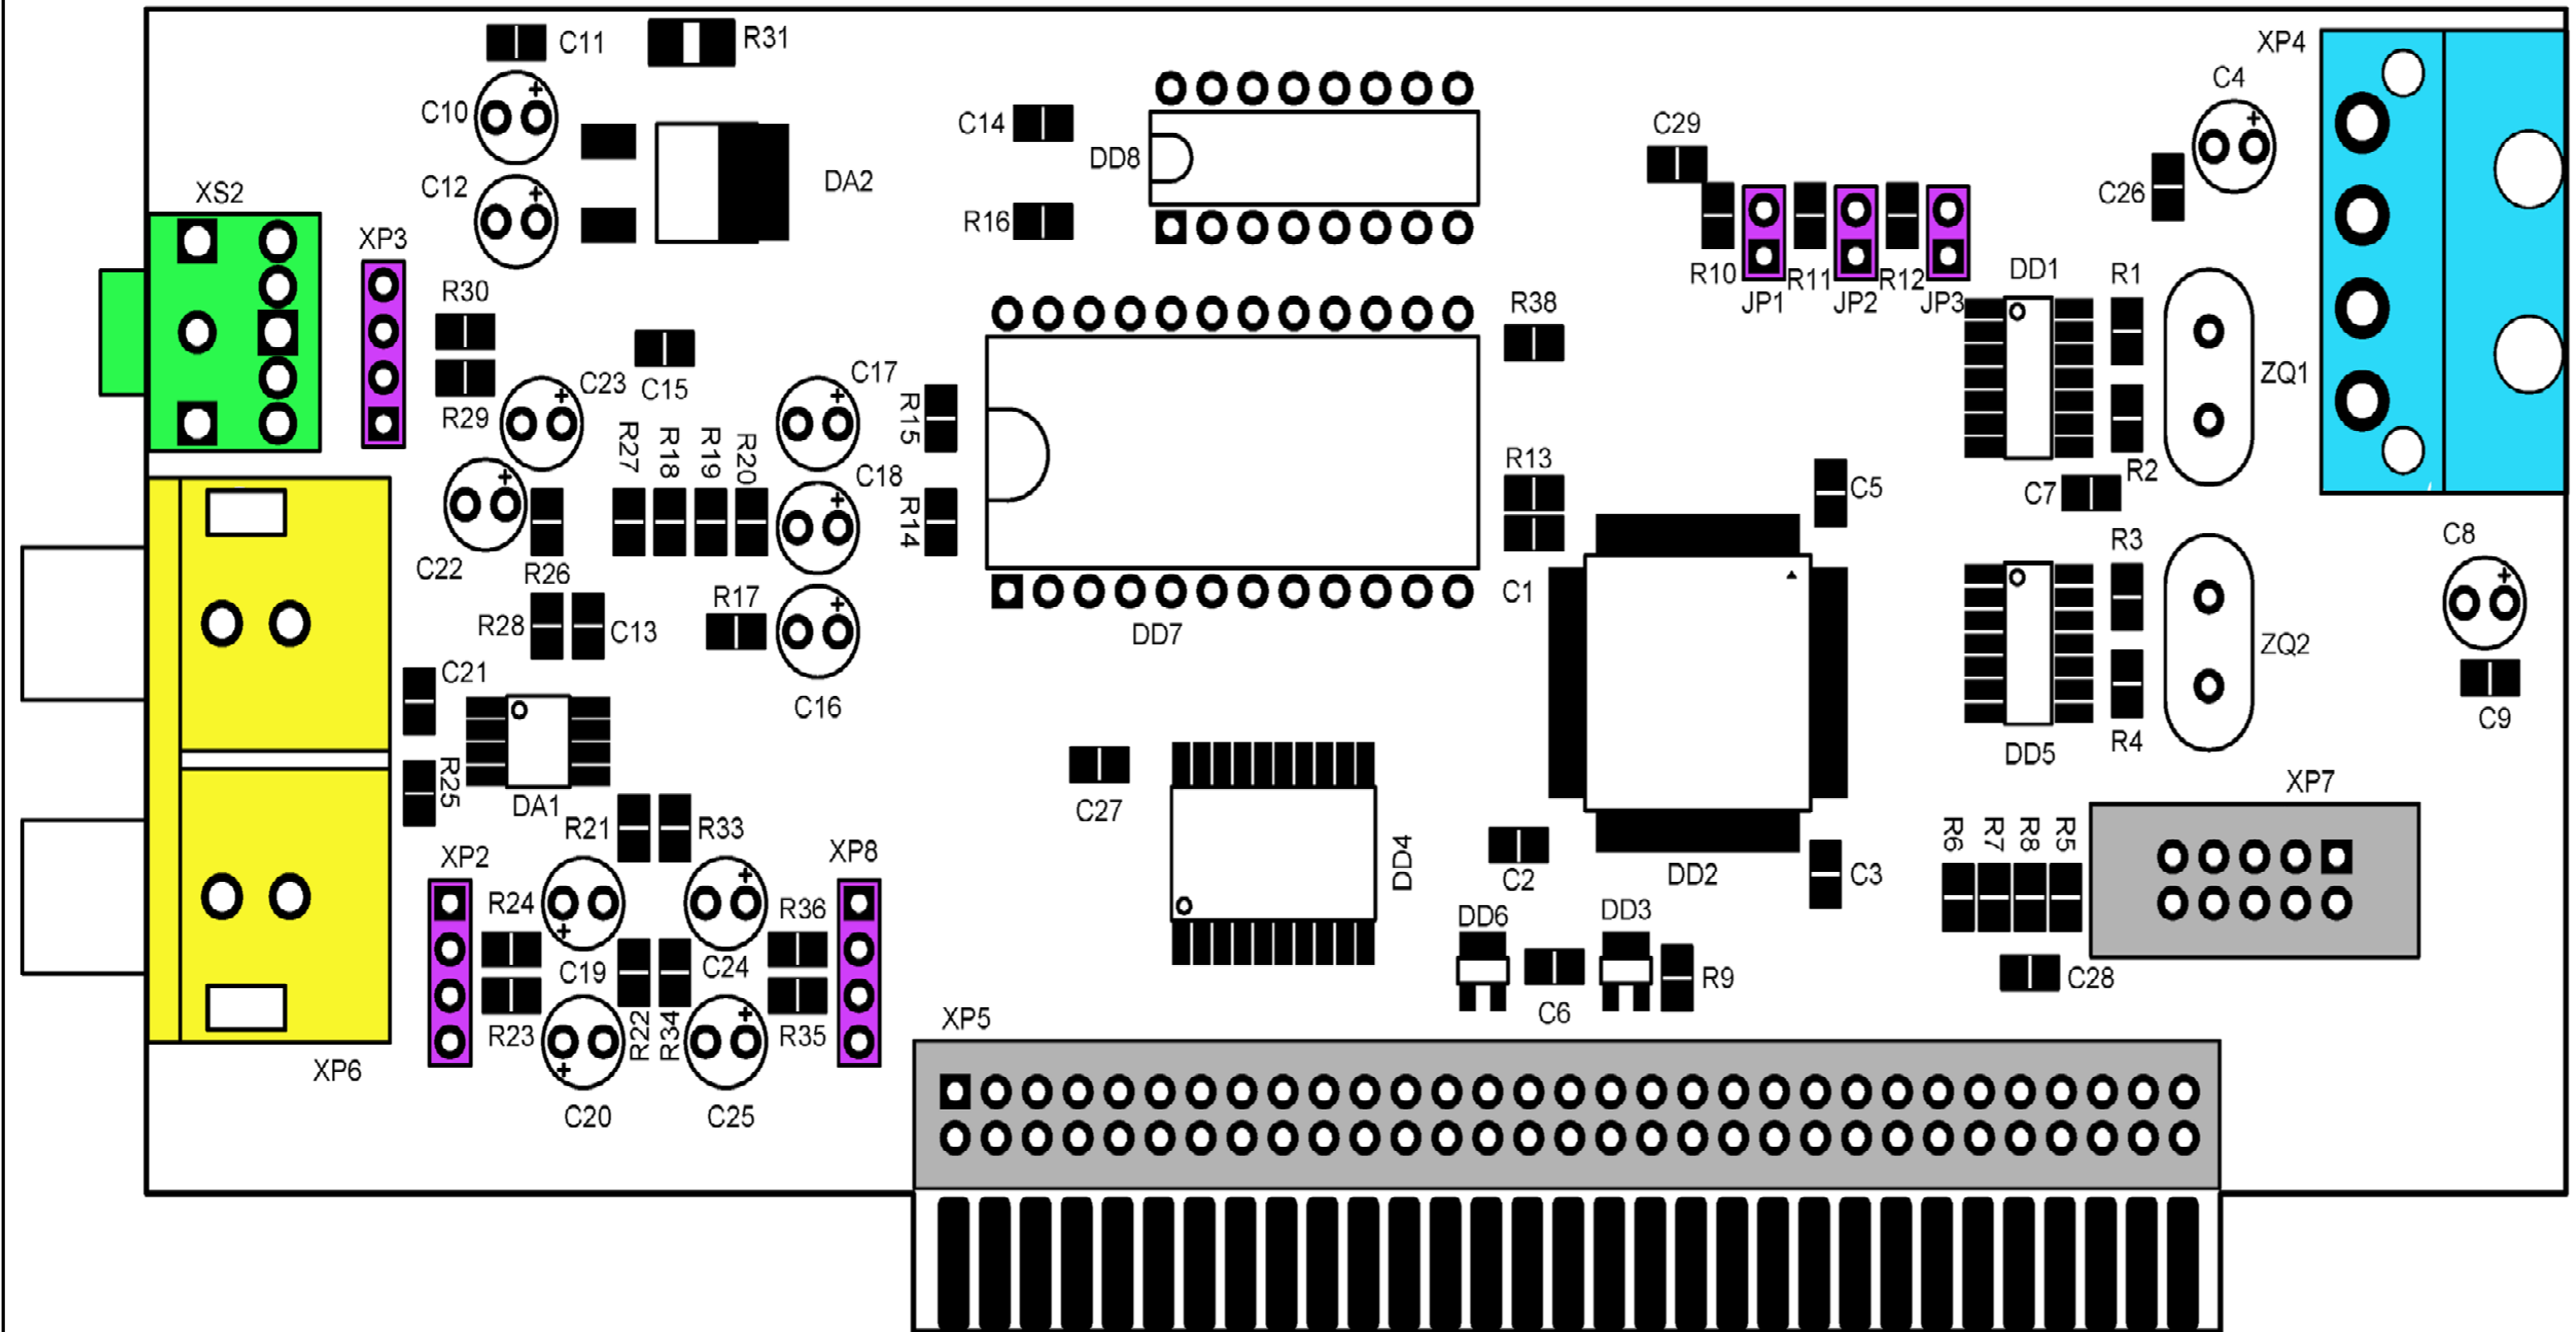 C11
R31
XP4
C4
C10
C14
DD8
C29
DA2
C12
XS2
C26
R16
XP3
R10
R11
R12
DD1
R1
JP1
JP2
JP3
R30
R38
C15
C23
C17
ZQ1
R29
R15
R27
R18
R19
R20
R13
R2
C18
C5
C7
R14
C22
R26
R3
C8
R17
C1
R28
C13
DD7
ZQ2
C21
C16
C9
R4
DD5
R25
DA1
XP7
C27
R21
R33
R6
R7
R8
R5
XP2
XP8
DD4
C2
DD2
C3
R24
R36
DD6
DD3
C19
C24
R9
C28
C6
XP5
R23
R22
R34
R35
XP6
C20
C25